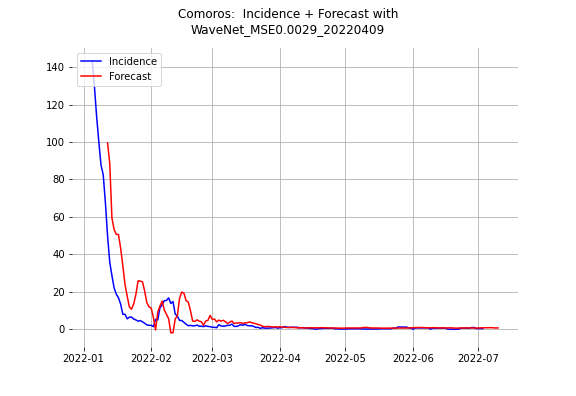 Comoros:  Incidence + Forecast with
WaveNet_MSE0.0029_20220409
Incidence
Forecast
140
120
100
80
60
40
20
0
2022-01 2022-02 2022-03 2022-04 2022-05 2022-06 2022-07